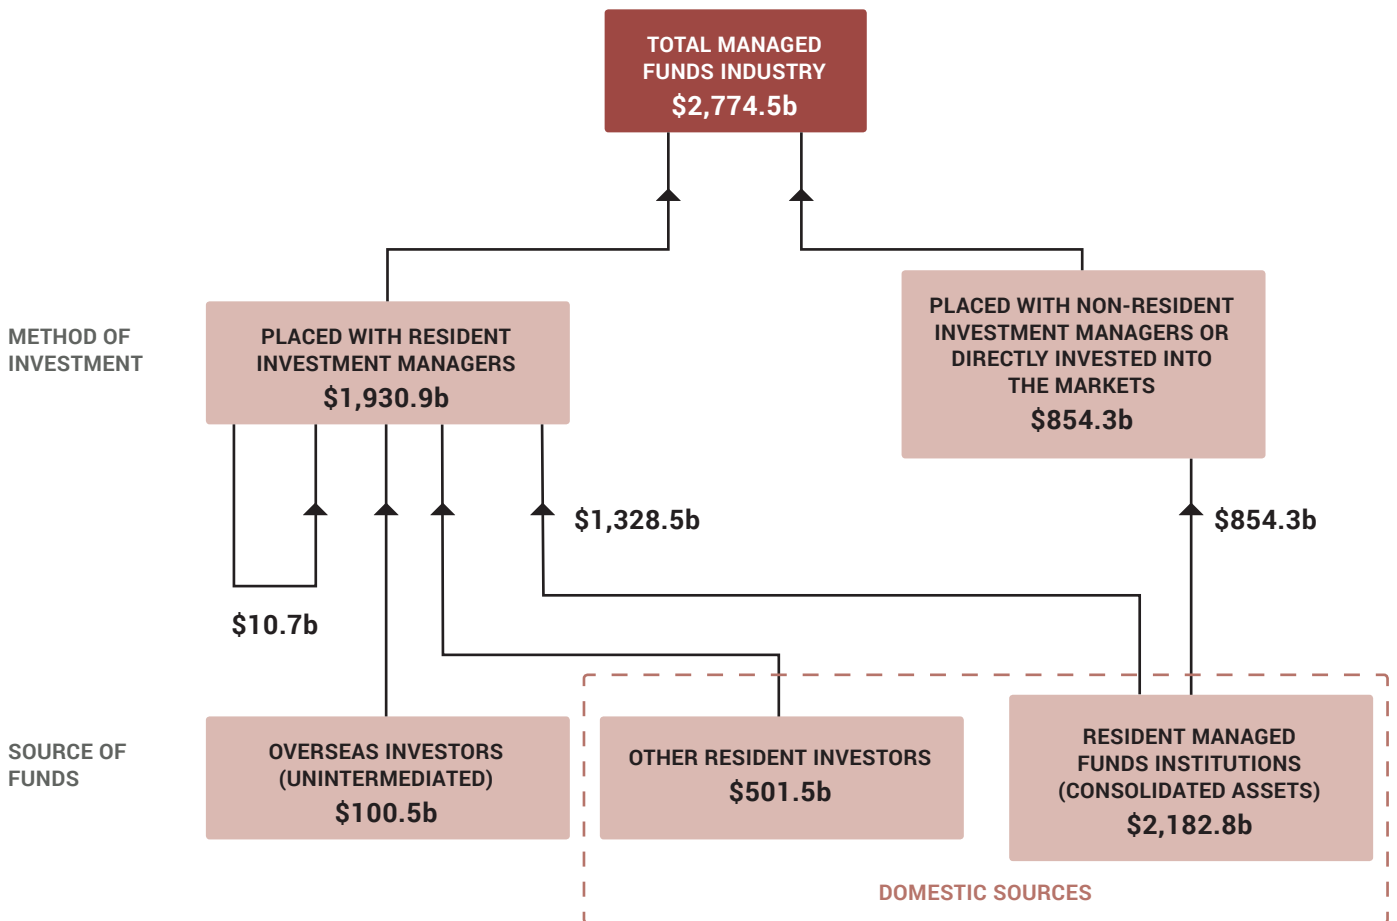 TOTAL MANAGED
FUNDS INDUSTRY
$2,774.5b
METHOD OF
INVESTMENT
PLACED WITH RESIDENT
INVESTMENT MANAGERS
$1,930.9b
PLACED WITH NON-RESIDENT
INVESTMENT MANAGERS OR
DIRECTLY INVESTED INTO
THE MARKETS
$854.3b
$1,328.5b
$854.3b
$10.7b
SOURCE OF
FUNDS
OVERSEAS INVESTORS
(UNINTERMEDIATED)
$100.5b
OTHER RESIDENT INVESTORS
$501.5b
RESIDENT MANAGED
FUNDS INSTITUTIONS
(CONSOLIDATED ASSETS)
$2,182.8b
DOMESTIC SOURCES